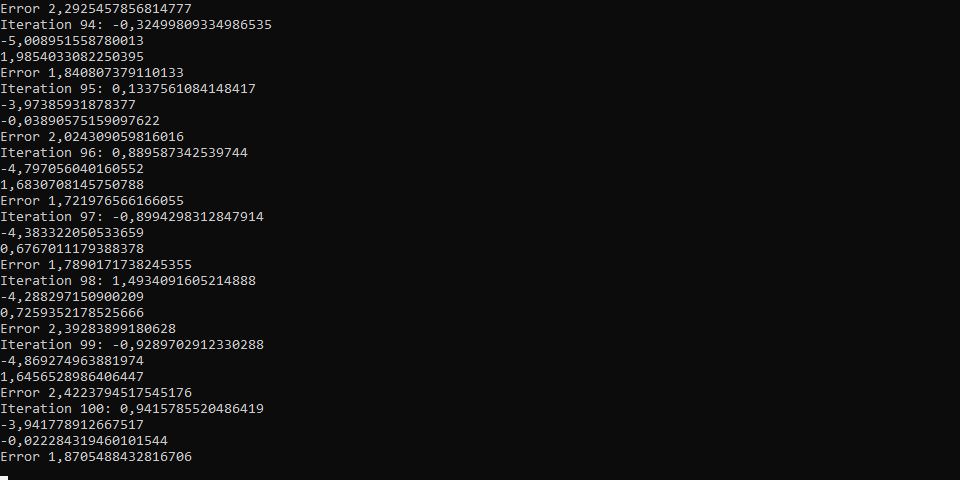 Error 2,2925457856814777
Iteration 94: -0,32499809334986535
-5,008951558780013
1,9854033082250395
Error 1,840807379110133
Iteration 95: 0,1337561084148417
-3,97385931878377
-0,03890575159097622
Error 2,024309059816016
Iteration 96: 0,889587342539744
-4,797056040160552
1,6830708145750788
Error 1,721976566166055
Iteration 97: -0,8994298312847914
-4,383322050533659
0,6767011179388378
Error 1,7890171738245355
Iteration 98: 1,4934091605214888
-4,288297150900209
0,7259352178525666
Error 2,39283899180628
Iteration 99: -0,9289702912330288
-4,869274963881974
1,6456528986406447
Error 2,4223794517545176
Iteration 100: 0,9415785520486419
-3,941778912667517
-0,022284319460101544
Error 1,8705488432816706